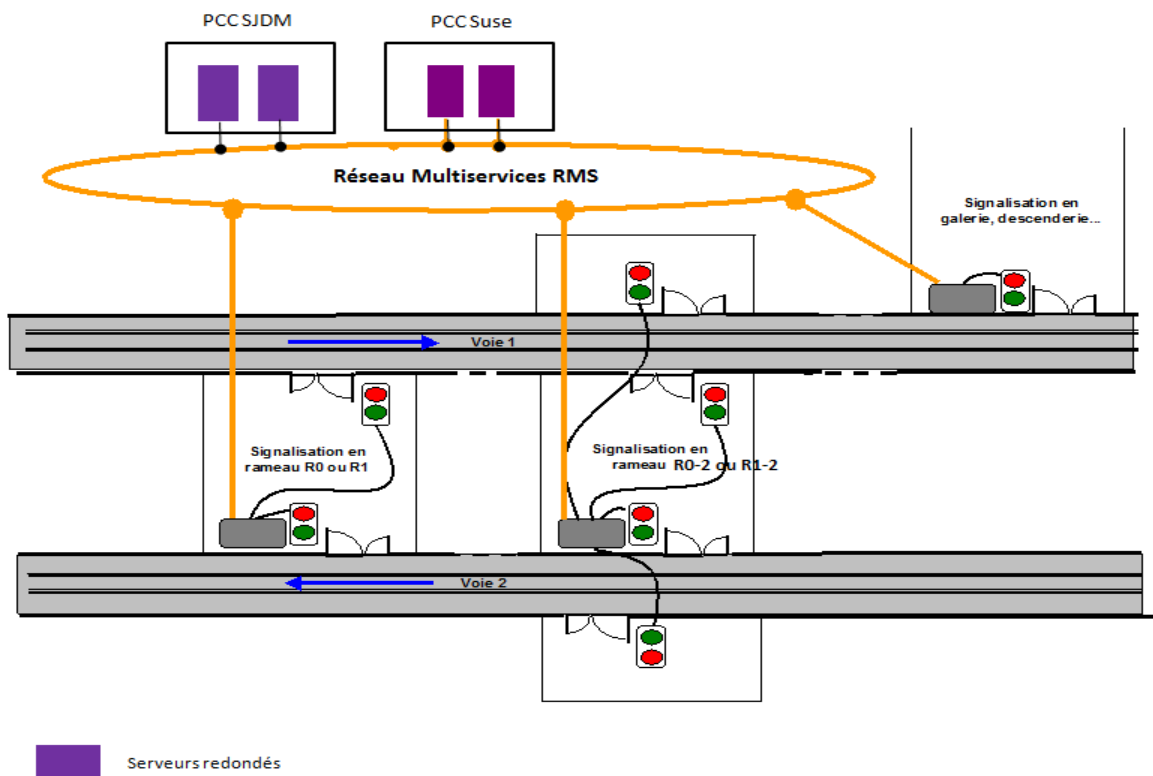 PCC SJDM
PCC Suse
Réseau Multiservices RMS
Signalisation en
galerie, descenderie...
Voie 1
Signalisation en
rameau R0 ou R1
Signalisation en
rameau R0-2 ou R1-2
Voie 2
Serveurs redondés